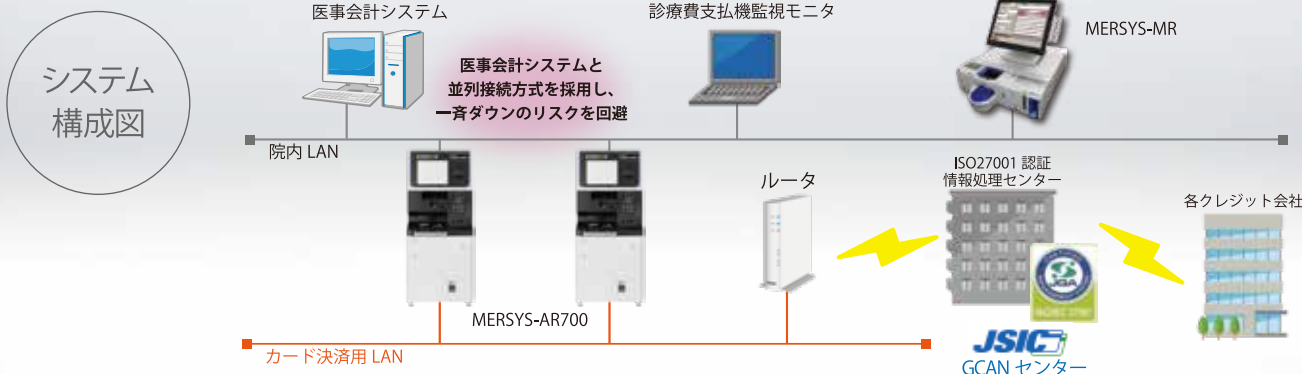 システム
構成図
医事会計システム
診療費支払機監視モニタ
MERSYS-MR
医事会計システムと
並列接続方式を採用し、
一斉ダウンのリスクを回避
院内 LAN
ルータ
ISO27001 認証
情報処理センター
各クレジット会社
JQA
MERSYS-AR700
カード決済用 LAN
JSIC
GCAN センター